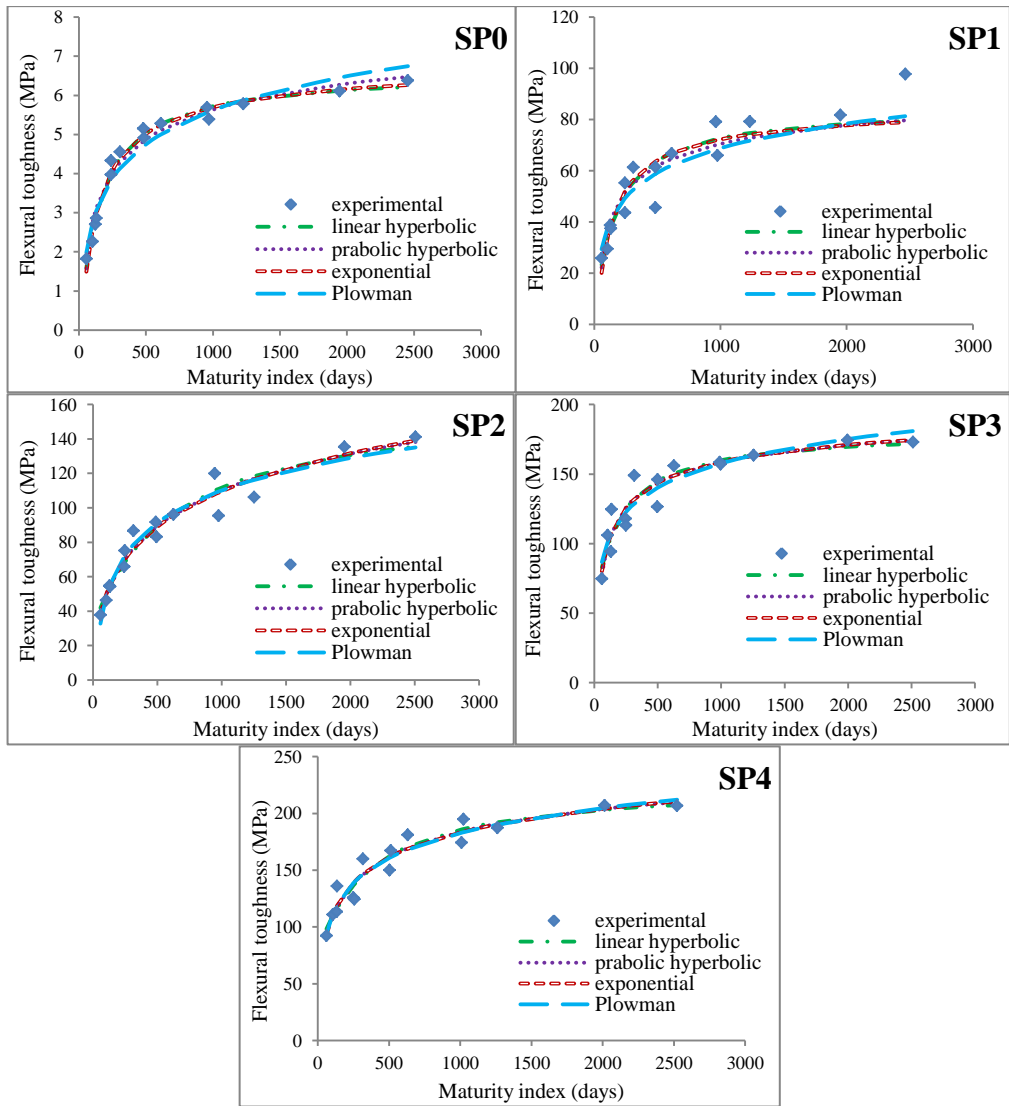 SP0
Flexural toughness (MPa)
8
7
6
5
4
3
2
1
0
experimental
linear hyperbolic
prabolic hyperbolic
exponential
Plowman
0 500 1000 1500 2000 2500 3000
Maturity index (days)
SP1
Flexural toughness (MPa)
120
100
80
60
40
20
0
experimental
linear hyperbolic
prabolic hyperbolic
exponential
Plowman
0 1000 2000 3000
Maturity index (days)
SP2
Flexural toughness (MPa)
160
140
120
100
80
60
40
20
0
experimental
linear hyperbolic
prabolic hyperbolic
exponential
Plowman
0 500 1000 1500 2000 2500 3000
Maturity index (days)
SP3
Flexural toughness (MPa)
200
150
100
50
0
experimental
linear hyperbolic
prabolic hyperbolic
exponential
Plowman
0 500 1000 1500 2000 2500 3000
Maturity index (days)
SP4
Flexural toughness (MPa)
250
200
150
100
50
0
experimental
linear hyperbolic
prabolic hyperbolic
exponential
Plowman
0 500 1000 1500 2000 2500 3000
Maturity index (days)